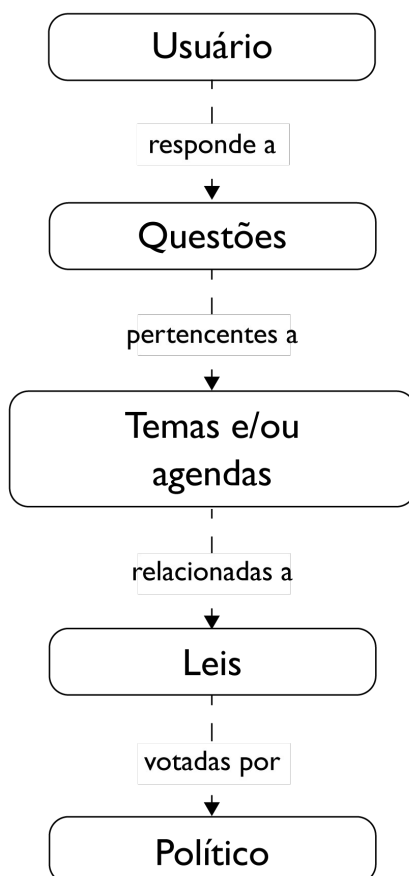 Usuário
responde a
Questões
pertencentes a
Temas e/ou
agendas
relacionadas a
Leis
votadas por
Político